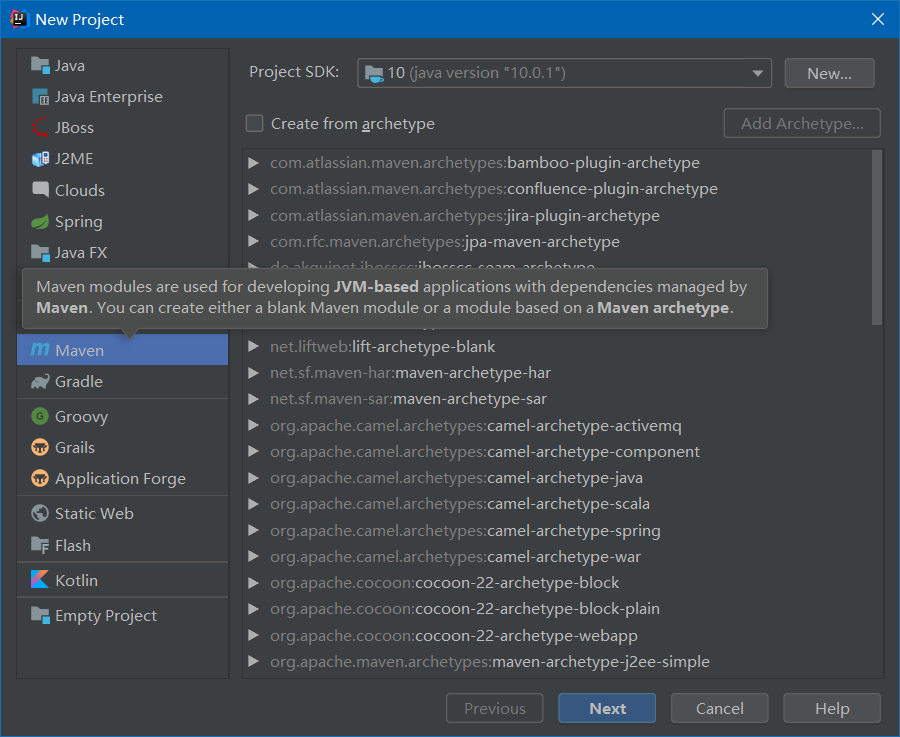 New Project
Java
Java Enterprise
JBoss
J2ME
Clouds
Spring
Java FX
Maven
Gradle
Groovy
Grails
Application Forge
Static Web
Flash
Kotlin
Empty Project
Project SDK: 10 (java version "10.0.1") New...
Create from archetype Add Archetype...
com.atlassian.maven.archetypes:bamboo-plugin-archetype
com.atlassian.maven.archetypes:confluence-plugin-archetype
com.atlassian.maven.archetypes:jira-plugin-archetype
com.rfc.maven.archetypes:jpa-maven-archetype
de.akquinet.jbosscc:jbosscc-seam-archetype
Maven modules are used for developing JVM-based applications with dependencies managed by
Maven. You can create either a blank Maven module or a module based on a Maven archetype.
net.liftweb:lift-archetype-blank
net.sf.maven-har:maven-archetype-har
net.sf.maven-sar:maven-archetype-sar
org.apache.camel.archetypes:camel-archetype-activemq
org.apache.camel.archetypes:camel-archetype-component
org.apache.camel.archetypes:camel-archetype-java
org.apache.camel.archetypes:camel-archetype-scala
org.apache.camel.archetypes:camel-archetype-spring
org.apache.camel.archetypes:camel-archetype-war
org.apache.cocoon:cocoon-22-archetype-block
org.apache.cocoon:cocoon-22-archetype-block-plain
org.apache.cocoon:cocoon-22-archetype-webapp
org.apache.maven.archetypes:maven-archetype-j2ee-simple
Previous Next Cancel Help